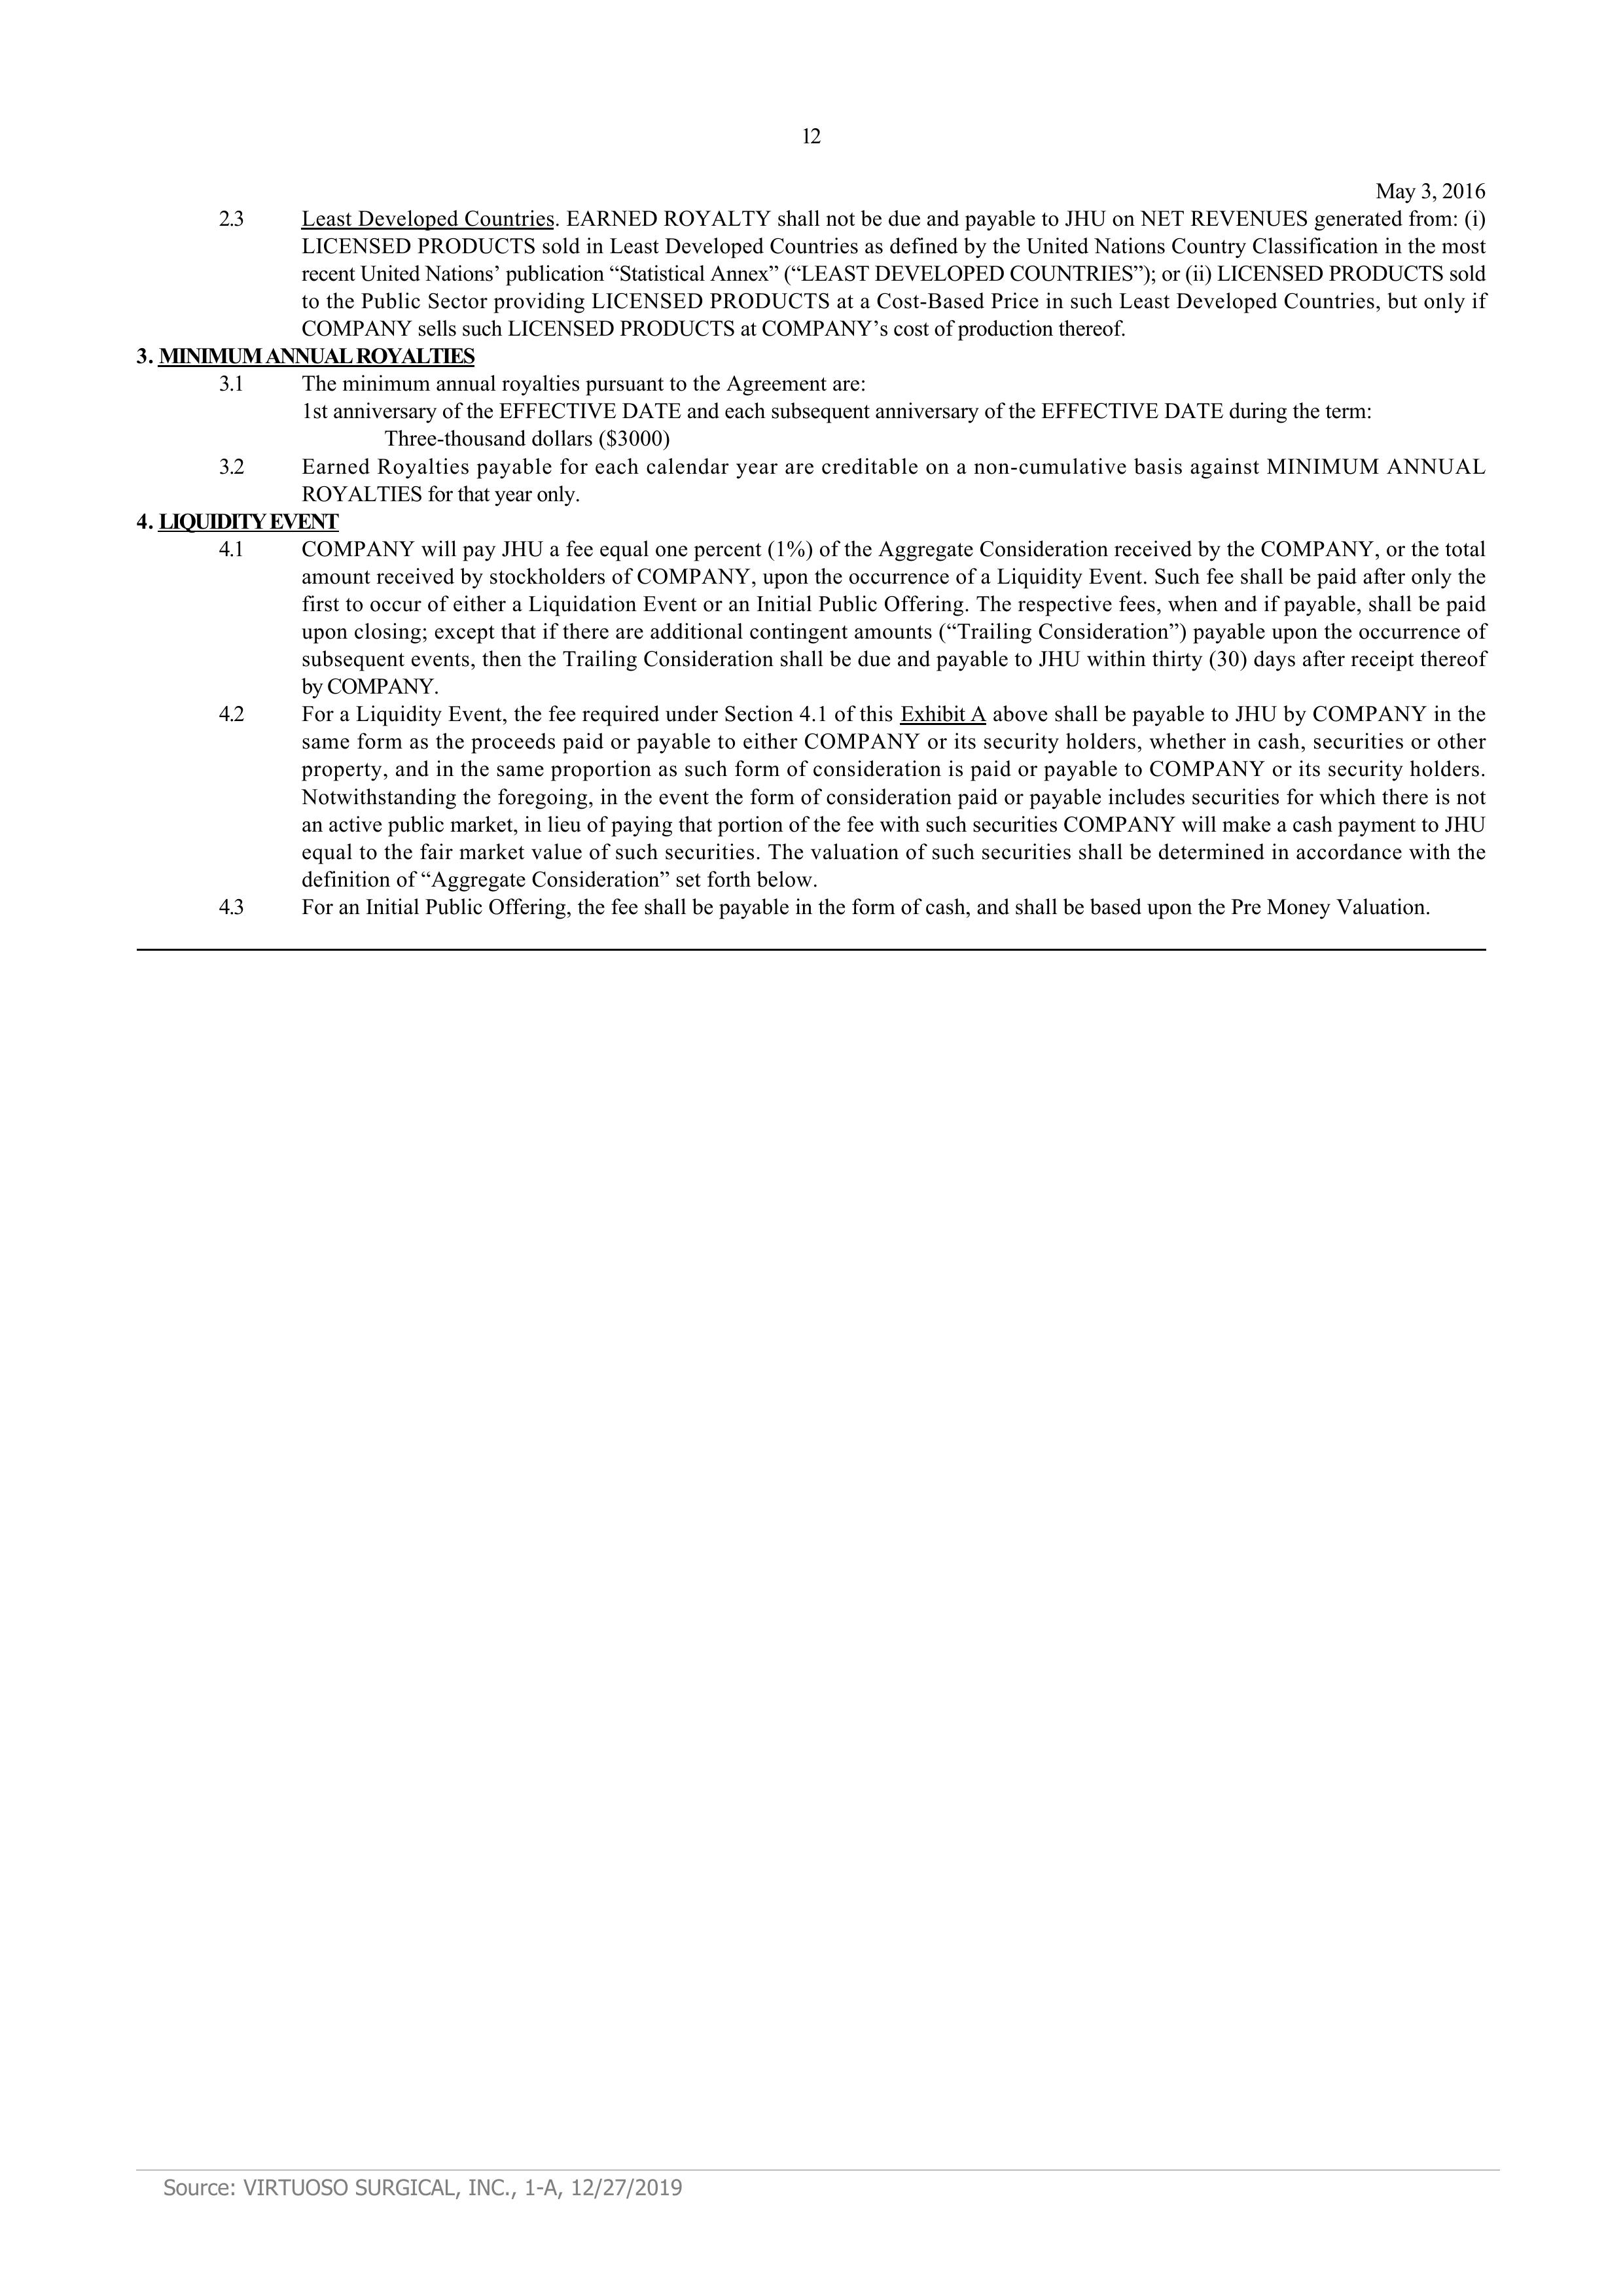 12
May 3, 2016
2.3 Least Developed Countries. EARNED ROYALTY shall not be due and payable to JHU on NET REVENUES generated from: (i)
LICENSED PRODUCTS sold in Least Developed Countries as defined by the United Nations Country Classification in the most
recent United Nations’ publication “Statistical Annex” (“LEAST DEVELOPED COUNTRIES”); or (ii) LICENSED PRODUCTS sold
to the Public Sector providing LICENSED PRODUCTS at a Cost-Based Price in such Least Developed Countries, but only if
COMPANY sells such LICENSED PRODUCTS at COMPANY’s cost of production thereof.
3. MINIMUM ANNUAL ROYALTIES
3.1 The minimum annual royalties pursuant to the Agreement are:
1st anniversary of the EFFECTIVE DATE and each subsequent anniversary of the EFFECTIVE DATE during the term:
Three-thousand dollars ($3000)
3.2 Earned Royalties payable for each calendar year are creditable on a non-cumulative basis against MINIMUM ANNUAL
ROYALTIES for that year only.
4. LIQUIDITY EVENT
4.1 COMPANY will pay JHU a fee equal one percent (1%) of the Aggregate Consideration received by the COMPANY, or the total
amount received by stockholders of COMPANY, upon the occurrence of a Liquidity Event. Such fee shall be paid after only the
first to occur of either a Liquidation Event or an Initial Public Offering. The respective fees, when and if payable, shall be paid
upon closing; except that if there are additional contingent amounts (“Trailing Consideration”) payable upon the occurrence of
subsequent events, then the Trailing Consideration shall be due and payable to JHU within thirty (30) days after receipt thereof
by COMPANY.
4.2 For a Liquidity Event, the fee required under Section 4.1 of this Exhibit A above shall be payable to JHU by COMPANY in the
same form as the proceeds paid or payable to either COMPANY or its security holders, whether in cash, securities or other
property, and in the same proportion as such form of consideration is paid or payable to COMPANY or its security holders.
Notwithstanding the foregoing, in the event the form of consideration paid or payable includes securities for which there is not
an active public market, in lieu of paying that portion of the fee with such securities COMPANY will make a cash payment to JHU
equal to the fair market value of such securities. The valuation of such securities shall be determined in accordance with the
definition of “Aggregate Consideration” set forth below.
4.3 For an Initial Public Offering, the fee shall be payable in the form of cash, and shall be based upon the Pre Money Valuation.
Source: VIRTUOSO SURGICAL, INC., 1-A, 12/27/2019